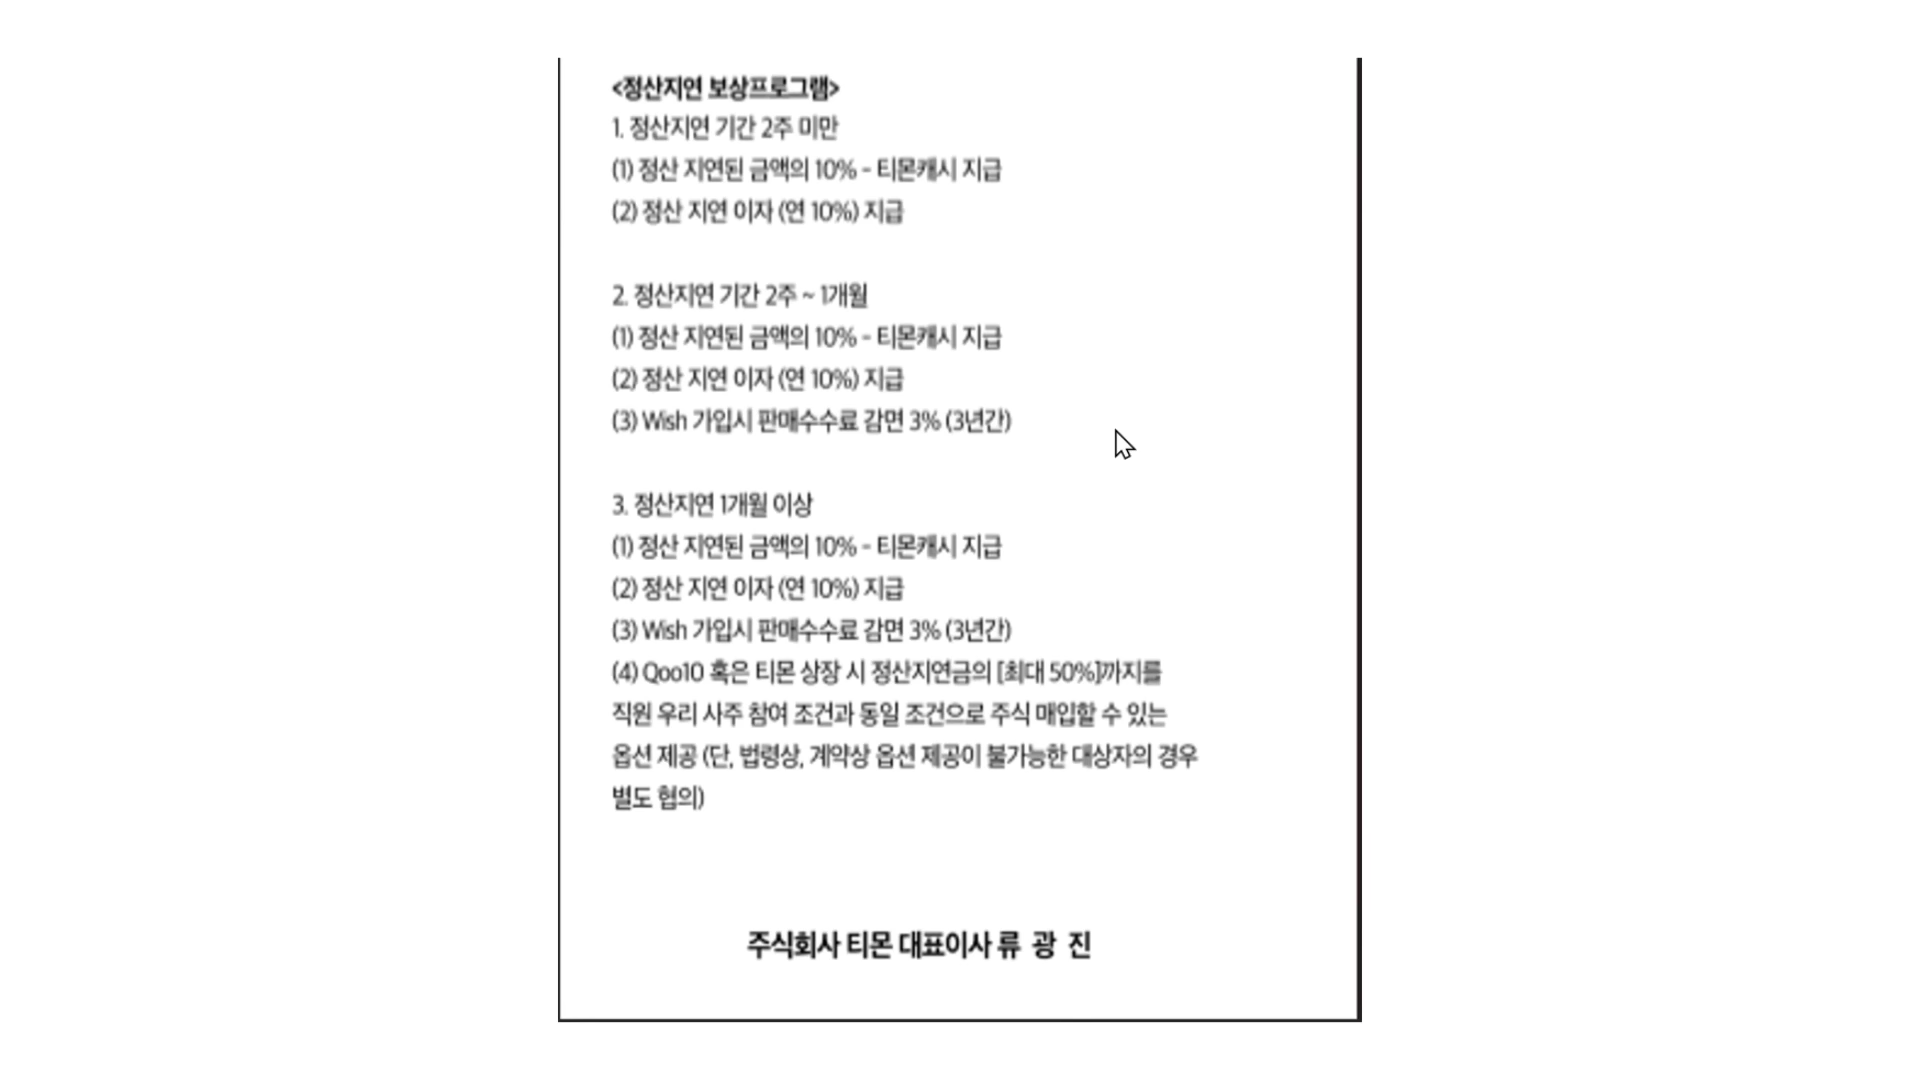 <정산지연 보상프로그램>
1. 정산지연 기간 2주 미만
(1) 정산 지연된 금액의 10% - 티몬캐시 지급
(2) 정산 지연 이자 (연 10%) 지급
2. 정산지연 기간 2주 ~ 1개월
(1) 정산 지연된 금액의 10% - 티몬캐시 지급
(2) 정산 지연 이자 (연 10%) 지급
(3) Wish 가입시 판매수수료 감면 3% (3년간)
3. 정산지연 1개월 이상
(1) 정산 지연된 금액의 10% - 티몬캐시 지급
(2) 정산 지연 이자 (연 10%) 지급
(3) Wish 가입시 판매수수료 감면 3% (3년간)
(4) Qoo10 혹은 티몬 상장 시 정산지연금의 [최대 50%]까지를
직원 우리 사주 참여 조건과 동일 조건으로 주식 매입할 수 있는
옵션 제공 (단, 법령상, 계약상 옵션 제공이 불가능한 대상자의 경우
별도 협의)
주식회사 티몬 대표이사 류 광 진